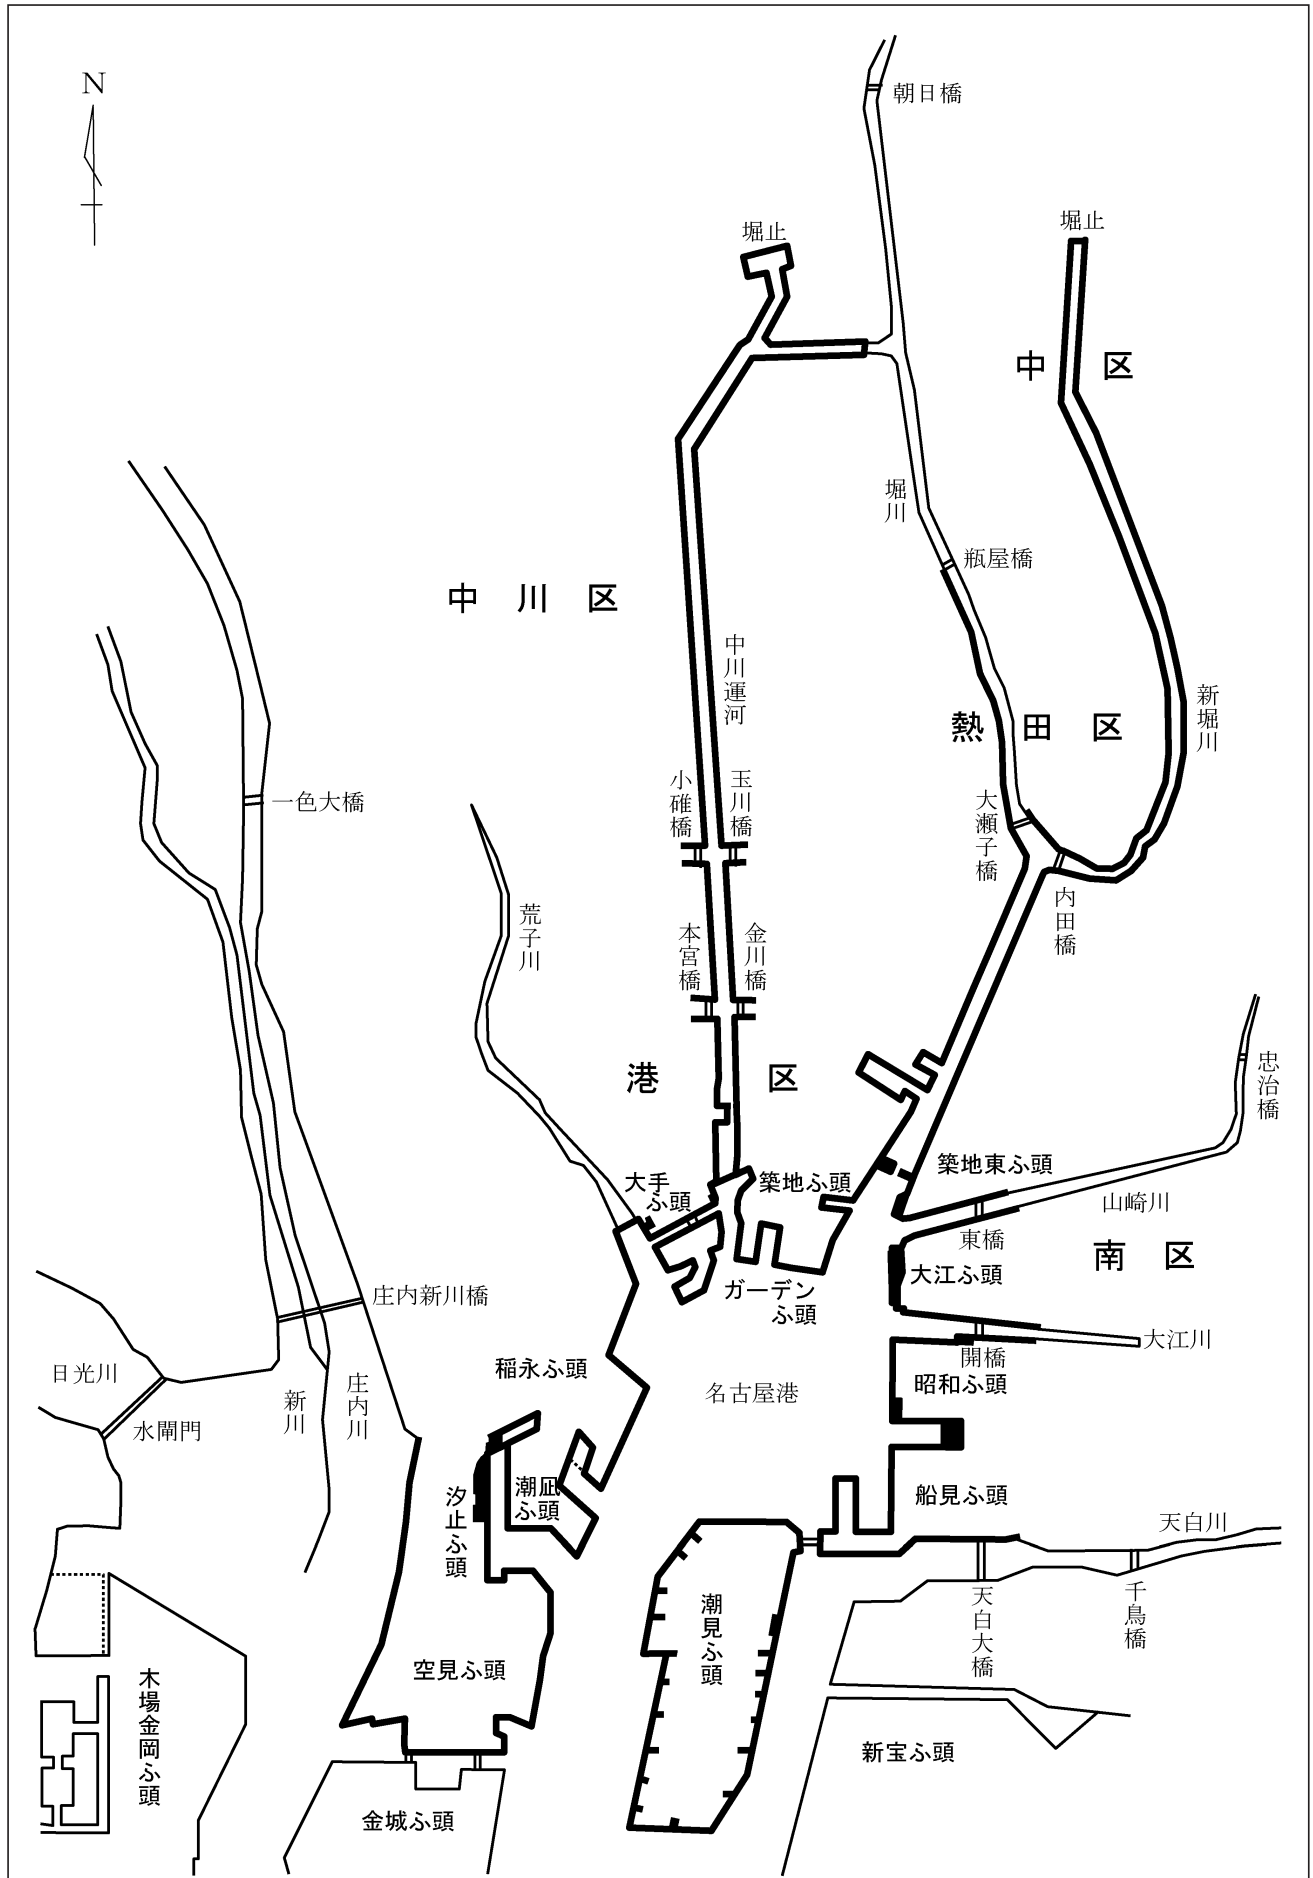 N
朝日橋
堀止
堀止
中区
堀川
瓶屋橋
中川区
中川運河
熱田区
新堀川
小碓橋
玉川橋
一色大橋
大瀬子橋
内田橋
荒子川
本宮橋
金川橋
忠治橋
港区
築地東ふ頭
大手
ふ頭
築地ふ頭
山崎川
東橋
南区
大江ふ頭
ガーデン
ふ頭
庄内新川橋
大江川
開橋
日光川
稲永ふ頭
昭和ふ頭
名古屋港
新川
庄内川
水閘門
汐止ふ頭
潮凪
ふ頭
船見ふ頭
天白川
天白大橋
千鳥橋
潮見ふ頭
空見ふ頭
木場金岡ふ頭
新宝ふ頭
金城ふ頭